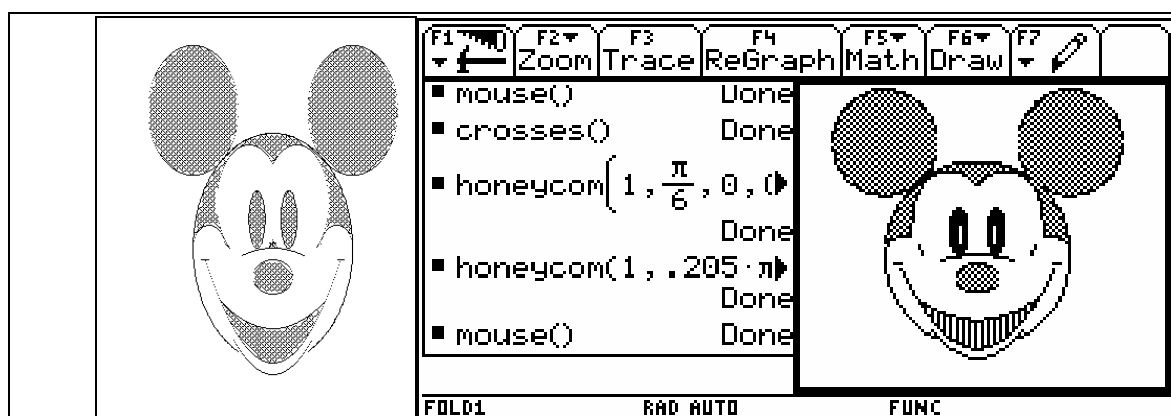 F1 F2 F3 F4 F5 F6 F7
Zoom Trace ReGraph Math Draw
▪ mouse() Done
▪ crosses() Done
▪ honeycom(1, π/6, 0, (▸
Done
▪ honeycom(1, .205·π▸
Done
▪ mouse() Done
FOLD1 RAD AUTO FUNC